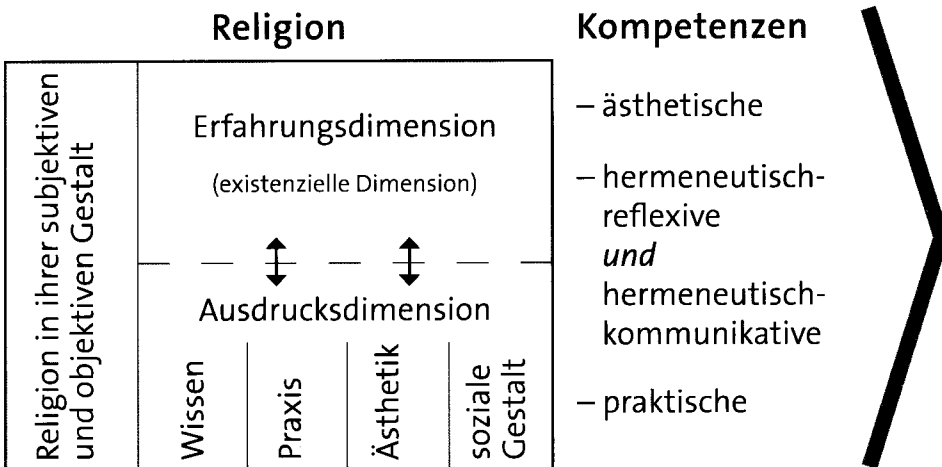 Religion
Religion in ihrer subjektiven
und objektiven Gestalt
Erfahrungsdimension
(existenzielle Dimension)
Ausdrucksdimension
Wissen
Praxis
Ästhetik
soziale
Gestalt
Kompetenzen
– ästhetische
– hermeneutisch-
reflexive
und
hermeneutisch-
kommunikative
– praktische